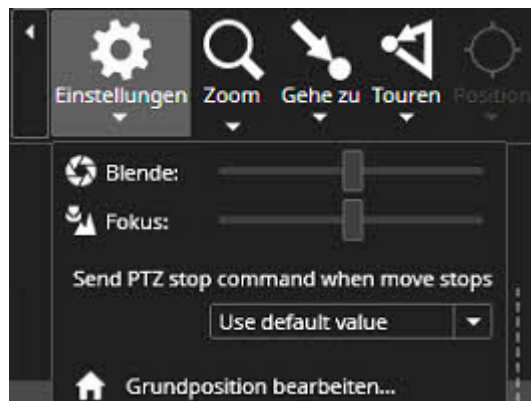 Einstellungen Zoom Gehe zu Touren Position
Blende:
Fokus:
Send PTZ stop command when move stops
Use default value
Grundposition bearbeiten...